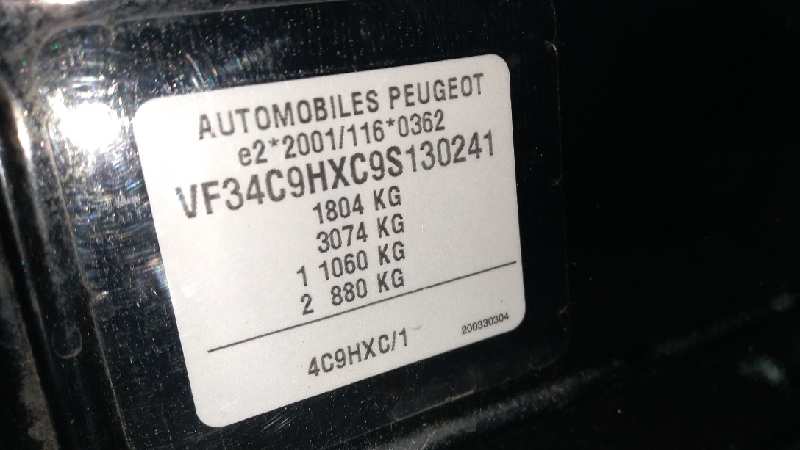 AUTOMOBILES PEUGEOT
e2*2001/116*0362
VF34C9HXC9S130241
1804 KG
3074 KG
1 1060 KG
2 880 KG
4C9HXC/1
200330304